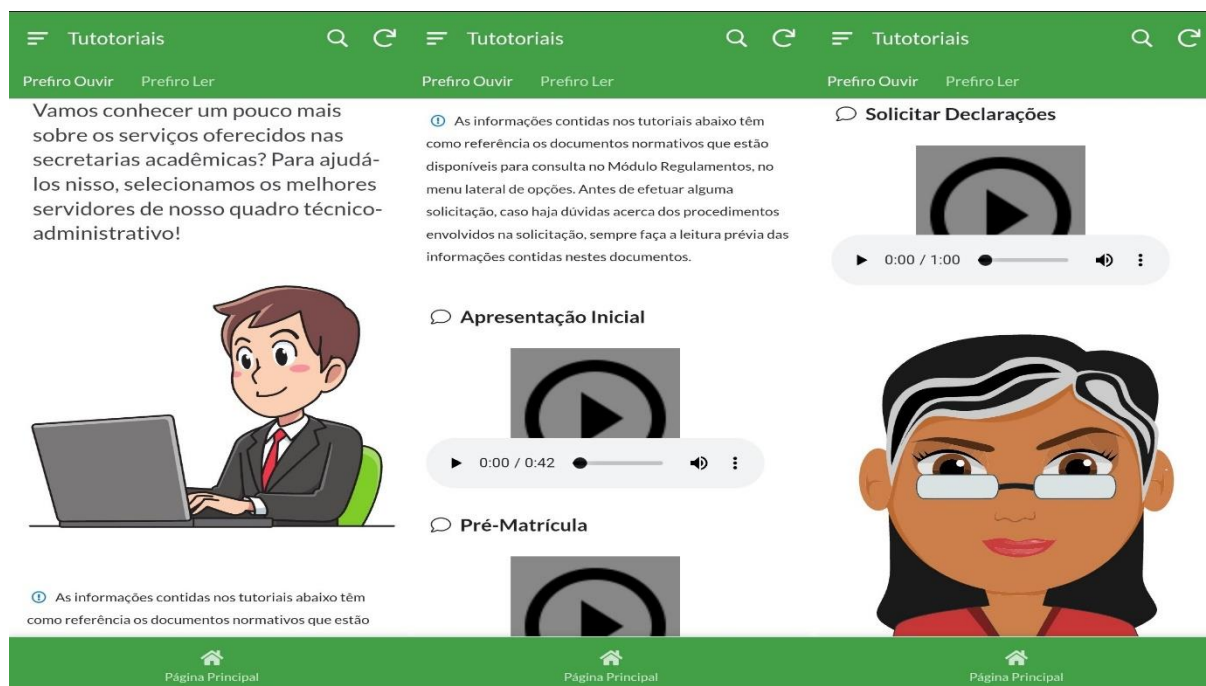 Tutotoriais
Prefiro Ouvir Prefiro Ler
Vamos conhecer um pouco mais
sobre os serviços oferecidos nas
secretarias acadêmicas? Para ajudá-
los nisso, selecionamos os melhores
servidores de nosso quadro técnico-
administrativo!
As informações contidas nos tutoriais abaixo têm
como referência os documentos normativos que estão
Página Principal
Tutotoriais
Prefiro Ouvir Prefiro Ler
As informações contidas nos tutoriais abaixo têm
como referência os documentos normativos que estão
disponíveis para consulta no Módulo Regulamentos, no
menu lateral de opções. Antes de efetuar alguma
solicitação, caso haja dúvidas acerca dos procedimentos
envolvidos na solicitação, sempre faça a leitura prévia das
informações contidas nestes documentos.
Apresentação Inicial
0:00 / 0:42
Pré-Matrícula
Página Principal
Tutotoriais
Prefiro Ouvir Prefiro Ler
Solicitar Declarações
0:00 / 1:00
Página Principal